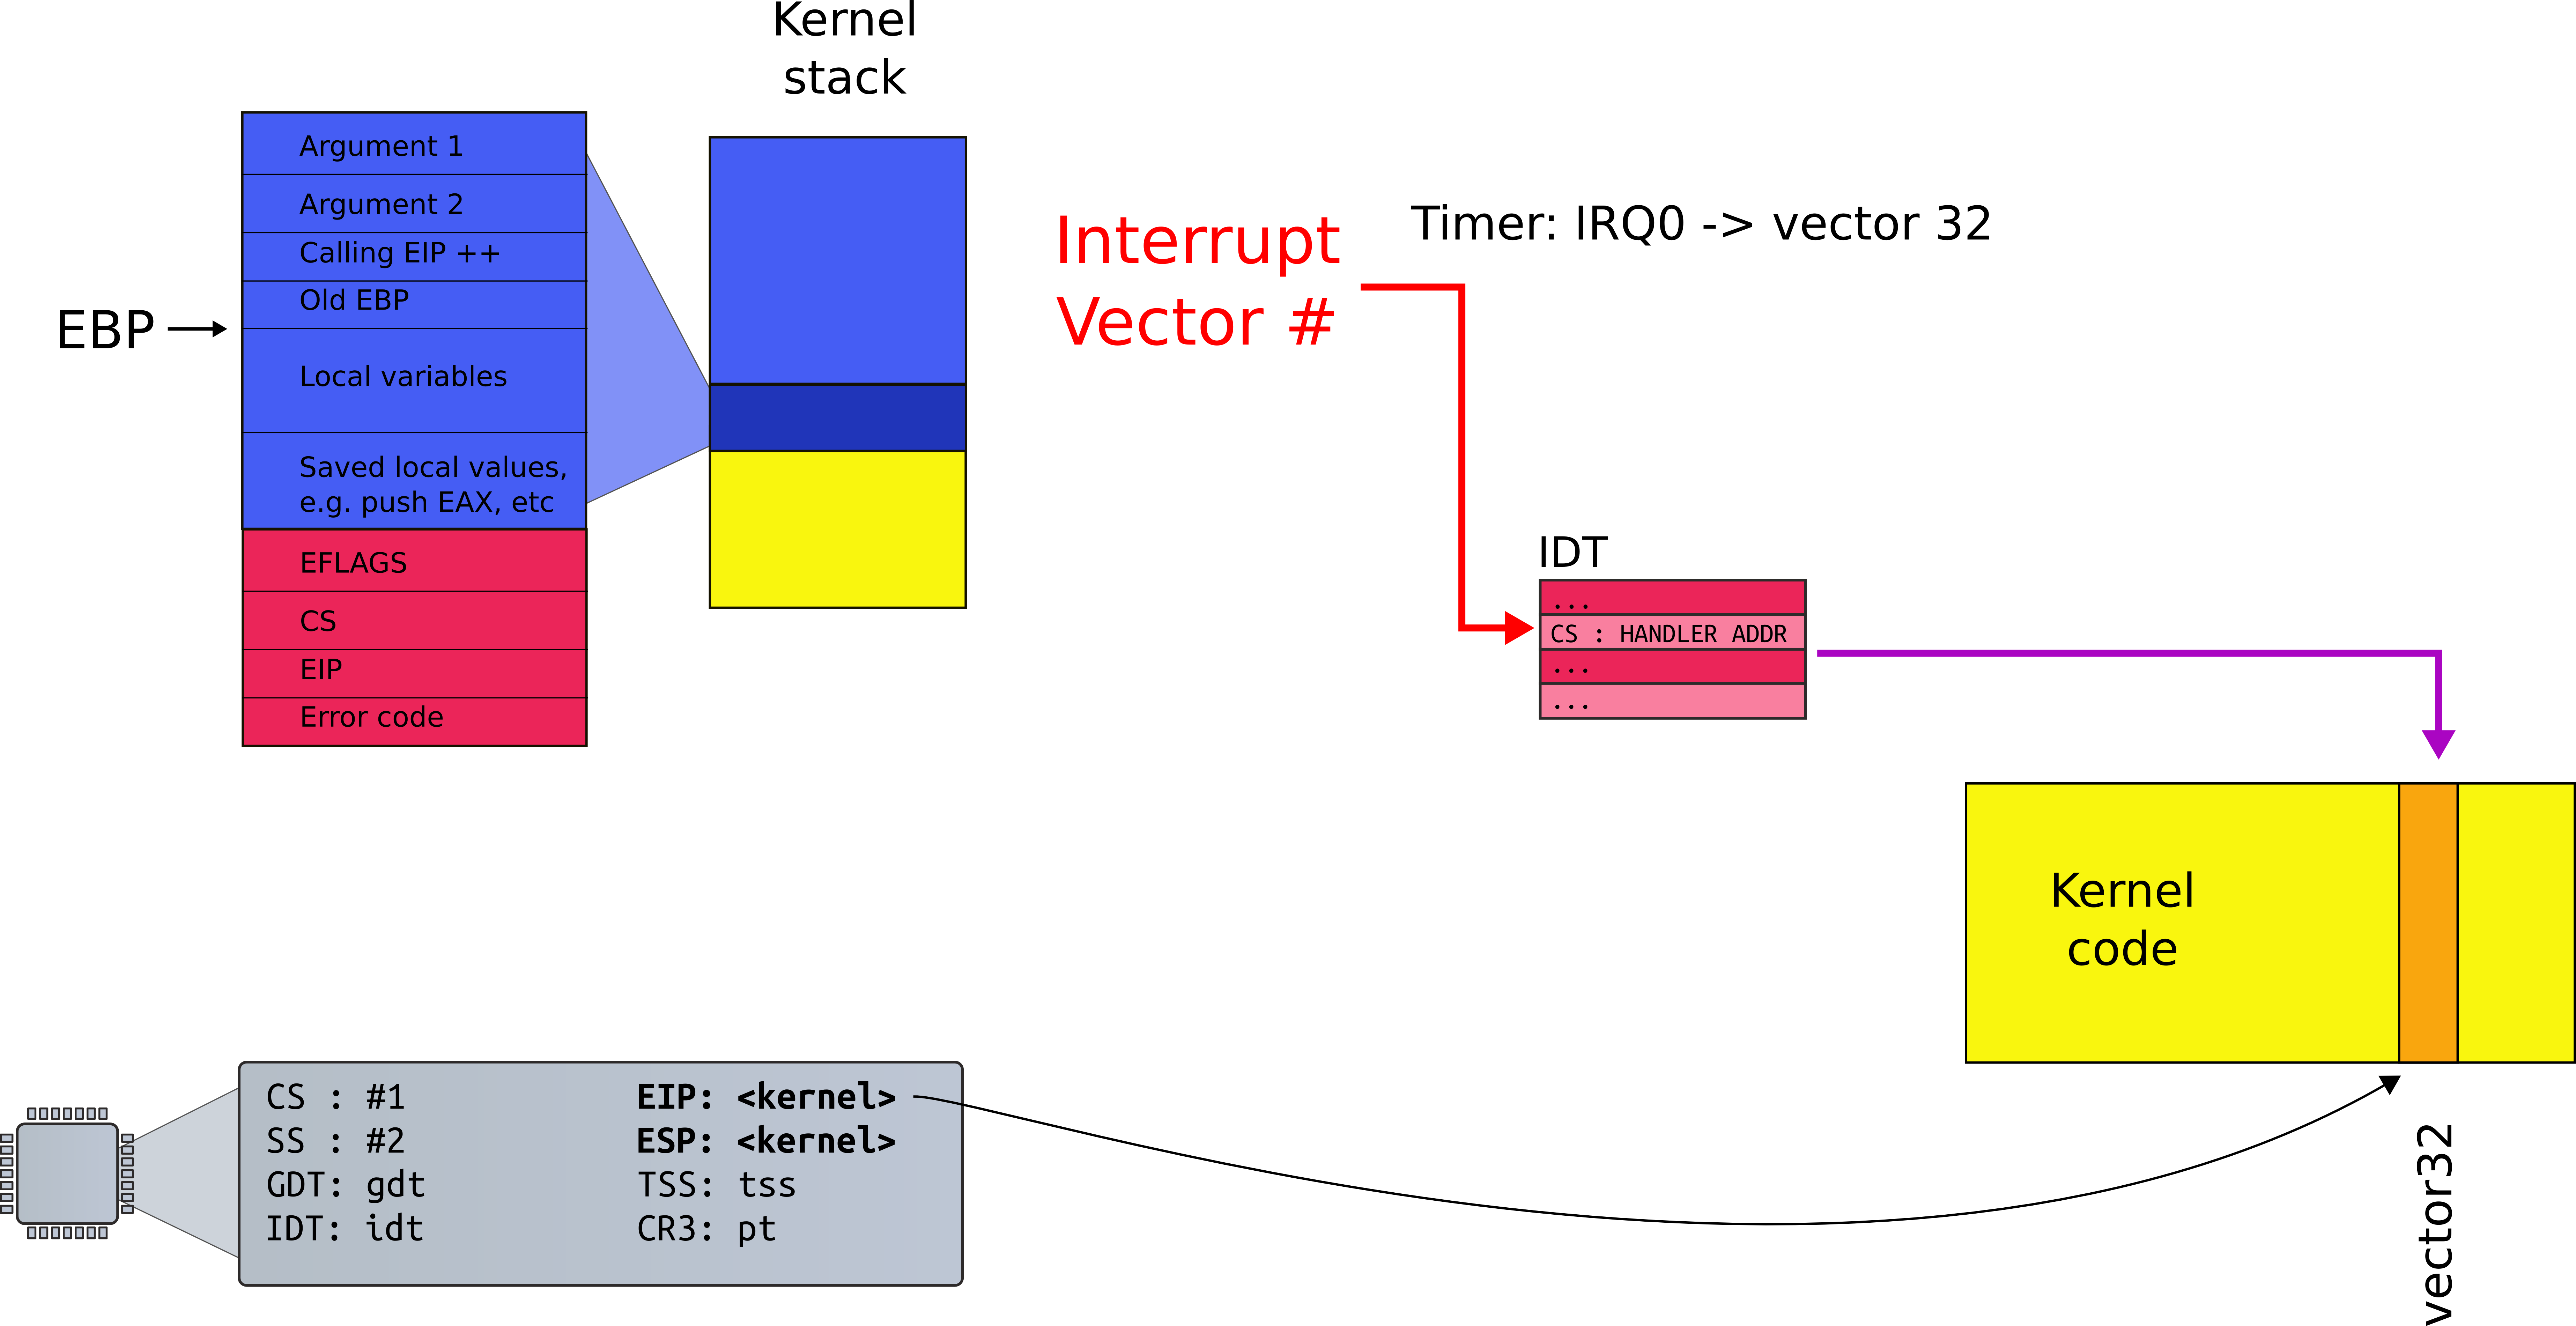 Kernel
stack
Argument 1
Argument 2
Calling EIP ++
Old EBP
EBP
Local variables
Saved local values,
e.g. push EAX, etc
EFLAGS
CS
EIP
Error code
Interrupt
Vector #
Timer: IRQ0 -> vector 32
IDT
...
CS : HANDLER ADDR
...
...
Kernel
code
vector32
CS : #1 EIP: <kernel>
SS : #2 ESP: <kernel>
GDT: gdt TSS: tss
IDT: idt CR3: pt